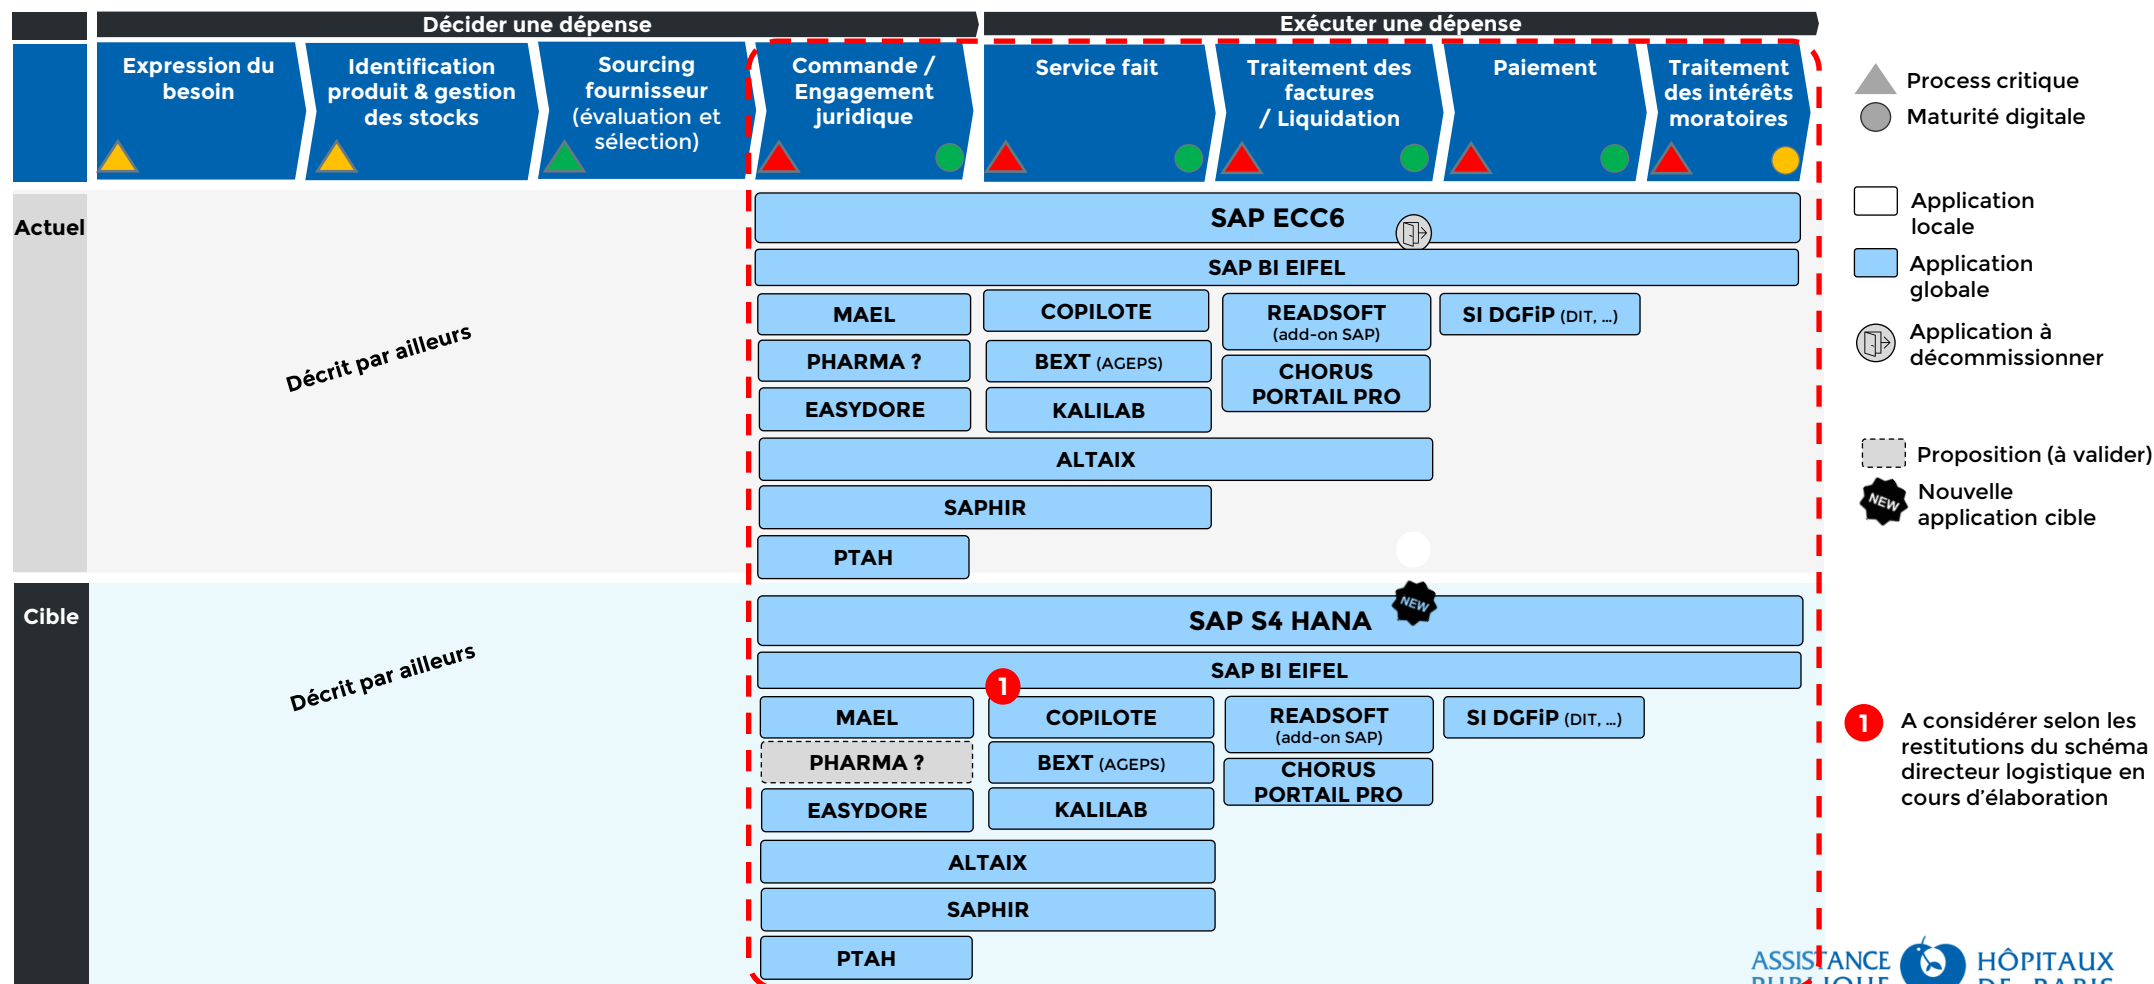 Décider une dépense
Exécuter une dépense
Expression du
besoin
Identification
produit & gestion
des stocks
Sourcing
fournisseur
(évaluation et
sélection)
Commande /
Engagement
juridique
Service fait
Traitement des
factures
/ Liquidation
Paiement
Traitement
des intérêts
moratoires
Process critique
Maturité digitale
Application
locale
Application
globale
Application à
décommissionner
Proposition (à valider)
NEW
Nouvelle
application cible
Actuel
Décrit par ailleurs
SAP ECC6
SAP BI EIFEL
MAEL
COPILOTE
READSOFT
(add-on SAP)
SI DGFiP (DIT, ...)
PHARMA ?
BEXT (AGEPS)
CHORUS
PORTAIL PRO
EASYDORE
KALILAB
ALTAIX
SAPHIR
PTAH
Cible
Décrit par ailleurs
NEW
SAP S4 HANA
SAP BI EIFEL
1
MAEL
COPILOTE
READSOFT
(add-on SAP)
SI DGFiP (DIT, ...)
PHARMA ?
BEXT (AGEPS)
CHORUS
PORTAIL PRO
EASYDORE
KALILAB
ALTAIX
SAPHIR
PTAH
1
A considérer selon les
restitutions du schéma
directeur logistique en
cours d'élaboration
ASSISTANCE
PUBLIQUE
HÔPITAUX
DE PARIS